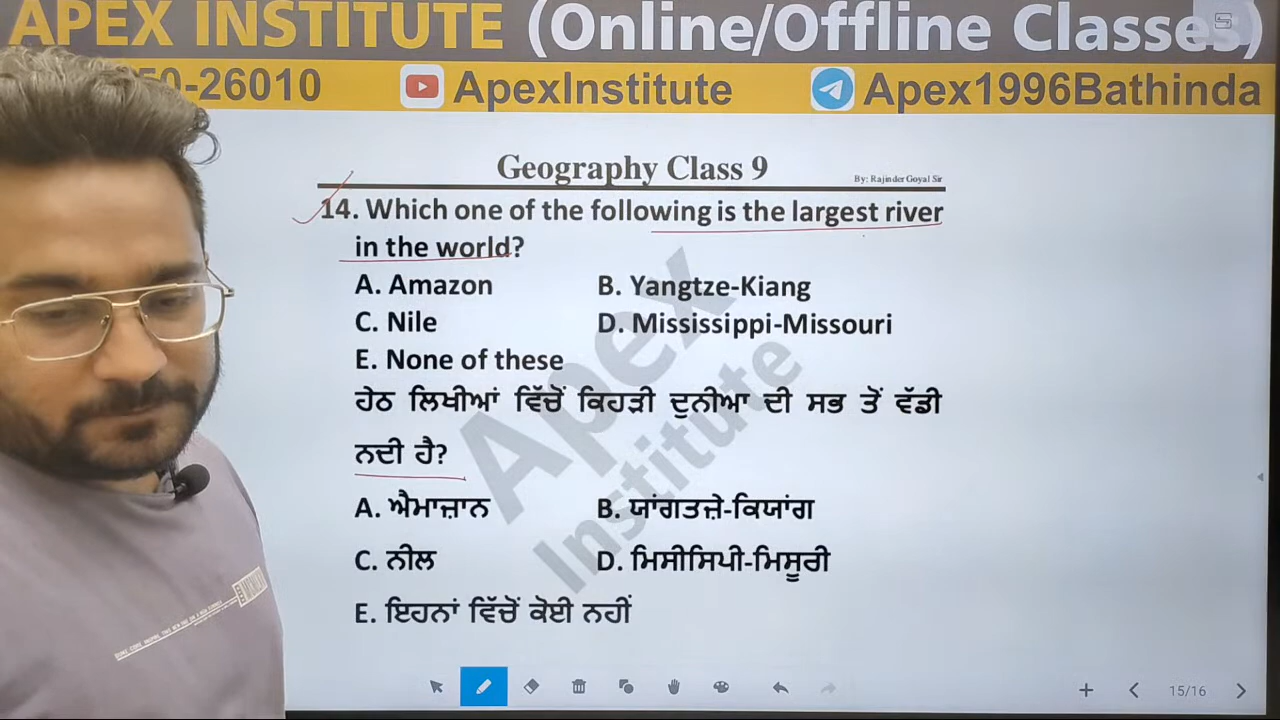 APEX INSTITUTE (Online/Offline Classes)
50-26010 ApexInstitute Apex1996Bathinda
Geography Class 9
By: Rajinder Goyal Sir
14. Which one of the following is the largest river
in the world?
A. Amazon B. Yangtze-Kiang
C. Nile D. Mississippi-Missouri
E. None of these
ਹੇਠ ਲਿਖੀਆਂ ਵਿੱਚੋਂ ਕਿਹੜੀ ਦੁਨੀਆ ਦੀ ਸਭ ਤੋਂ ਵੱਡੀ
ਨਦੀ ਹੈ?
A. ਐਮਾਜ਼ਾਨ B. ਯਾਂਗਤਜ਼ੇ-ਕਿਯਾਂਗ
C. ਨੀਲ D. ਮਿਸੀਸਿਪੀ-ਮਿਸੂਰੀ
E. ਇਹਨਾਂ ਵਿੱਚੋਂ ਕੋਈ ਨਹੀਂ
Apex
Institute
15/16